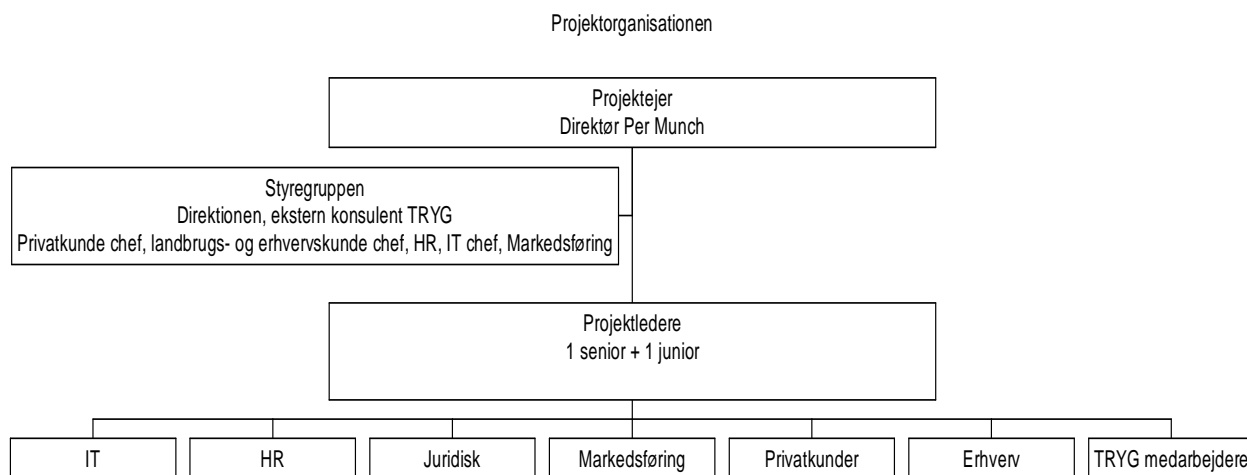 Projektorganisationen
Projektejer
Direktør Per Munch
Styregruppen
Direktionen, ekstern konsulent TRYG
Privatkunde chef, landbrugs- og erhvervskunde chef, HR, IT chef, Markedsføring
Projektledere
1 senior + 1 junior
IT
HR
Juridisk
Markedsføring
Privatkunder
Erhverv
TRYG medarbejdere